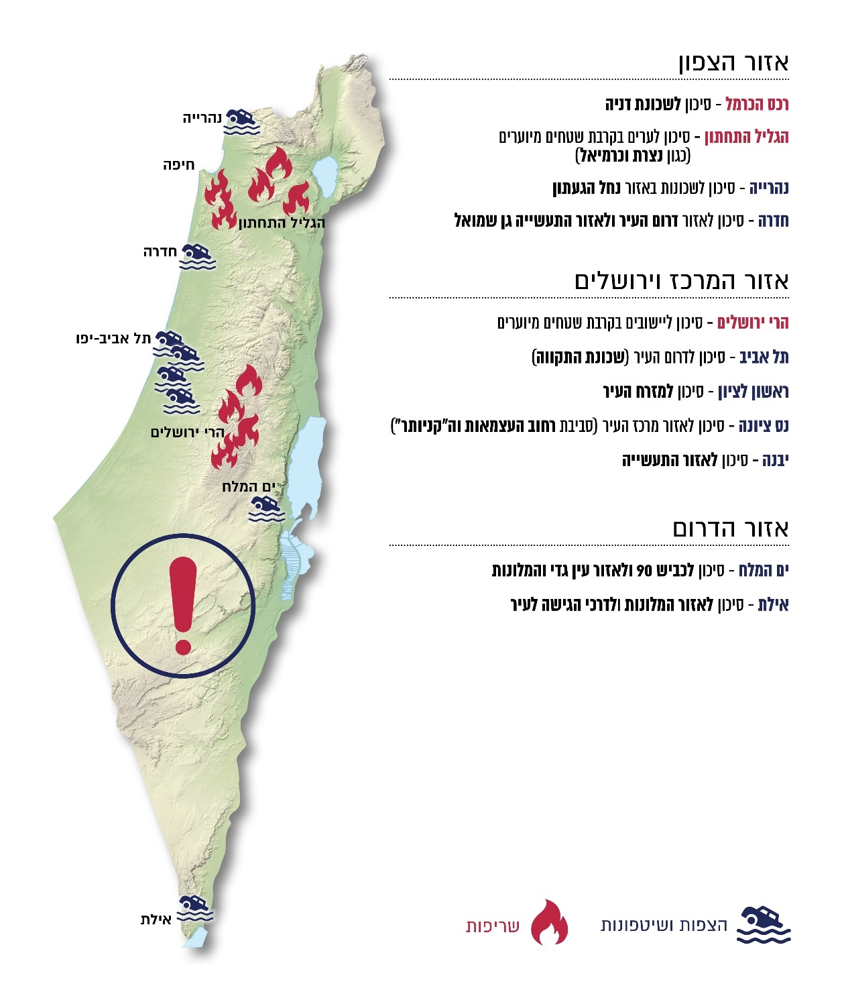 אזור הצפון
רכס הכרמל - סיכון לשכונת דניה
הגליל התחתון - סיכון לערים בקרבת שטחים מיוערים
(כגון נצרת וכרמיאל)
נהרייה - סיכון לשכונות באזור נחל הגעתון
חדרה - סיכון לאזור דרום העיר ולאזור התעשייה גן שמואל
אזור המרכז וירושלים
הרי ירושלים - סיכון ליישובים בקרבת שטחים מיוערים
תל אביב - סיכון לדרום העיר (שכונת התקווה)
ראשון לציון - סיכון למזרח העיר
נס ציונה - סיכון לאזור מרכז העיר (סביבת רחוב העצמאות וה"קניותר")
יבנה - סיכון לאזור התעשייה
אזור הדרום
ים המלח - סיכון לכביש 90 ולאזור עין גדי והמלונות
אילת - סיכון לאזור המלונות ולדרכי הגישה לעיר
נהרייה
חיפה
הגליל התחתון
חדרה
תל אביב-יפו
הרי ירושלים
ים המלח
!
אילת
הצפות ושיטפונות
שריפות